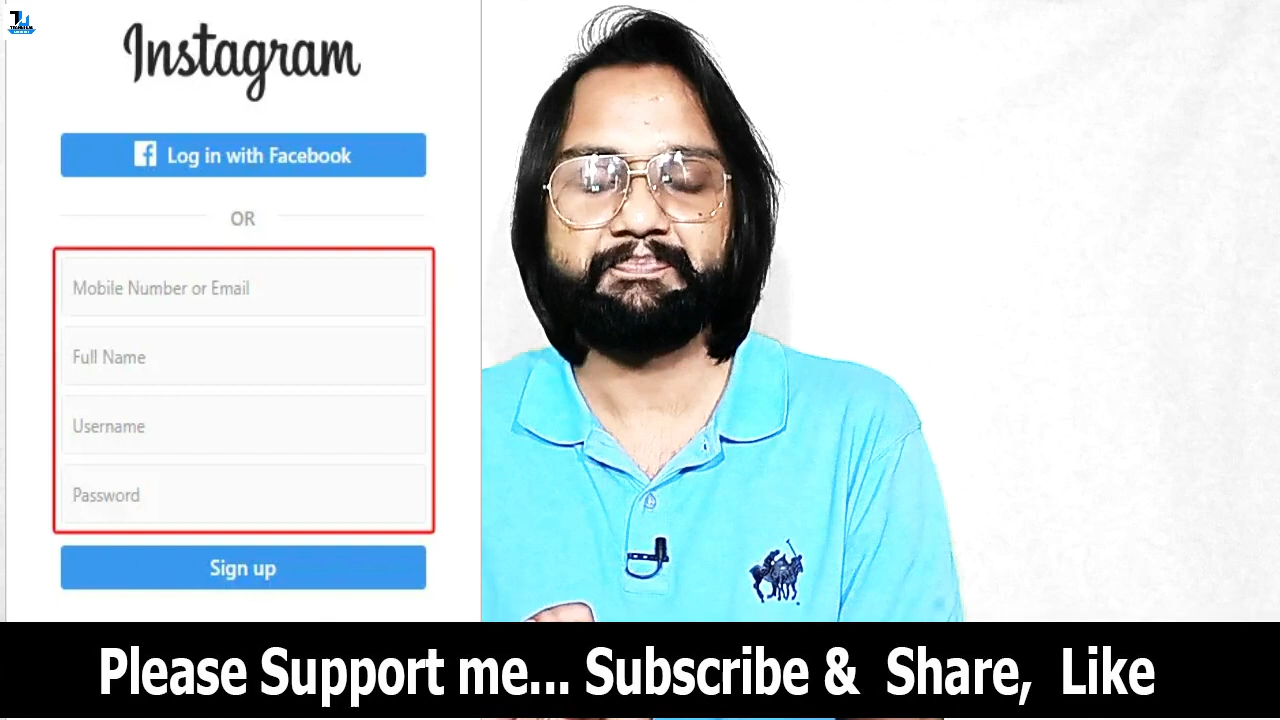 Instagram
Log in with Facebook
OR
Mobile Number or Email
Full Name
Username
Password
Sign up
Please Support me... Subscribe & Share, Like